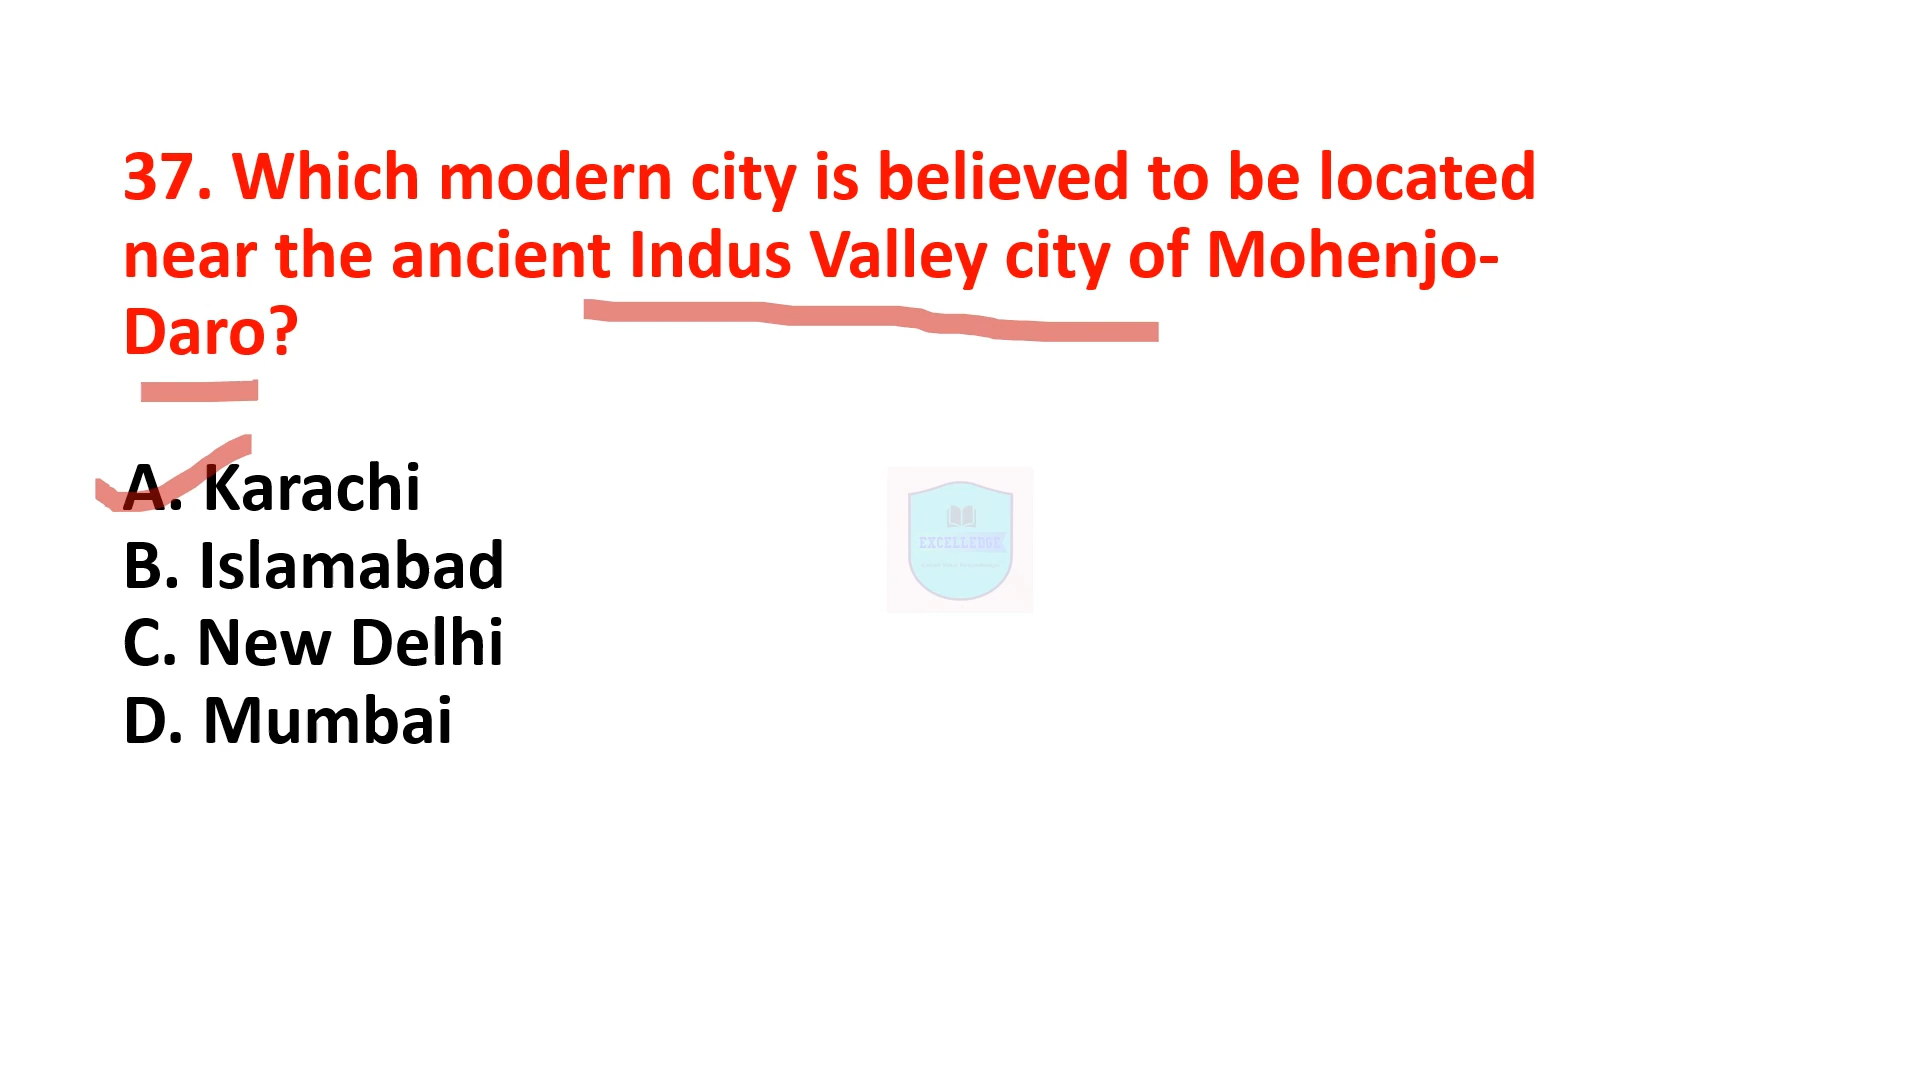 37. Which modern city is believed to be located
near the ancient Indus Valley city of Mohenjo-
Daro?
A. Karachi
B. Islamabad
C. New Delhi
D. Mumbai
EXCELLEDGE